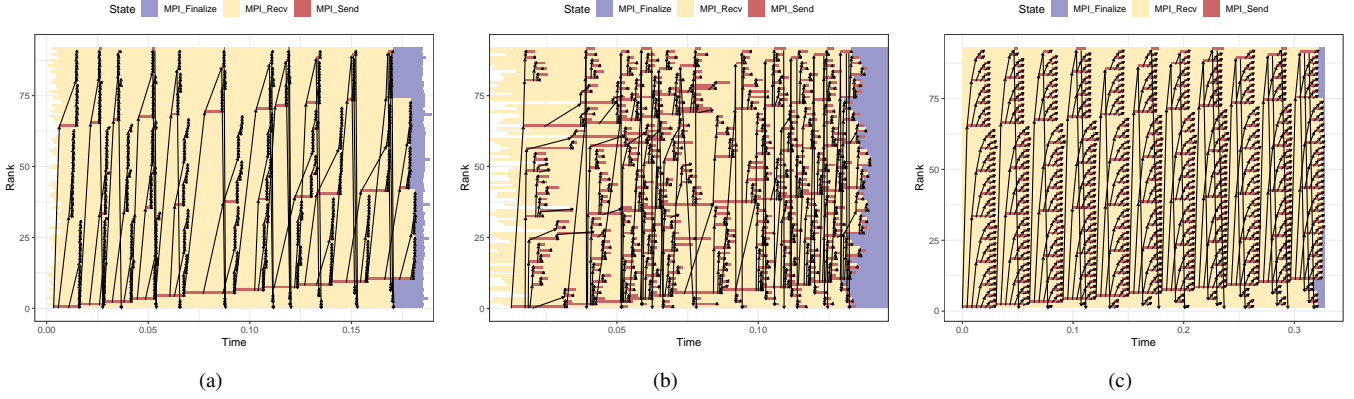 State MPI_Finalize MPI_Recv MPI_Send
75
50
25
0
Rank
0.00 0.05 0.10 0.15
Time
(a)
State MPI_Finalize MPI_Recv MPI_Send
75
50
25
0
Rank
0.05 0.10
Time
(b)
State MPI_Finalize MPI_Recv MPI_Send
75
50
25
0
Rank
0.0 0.1 0.2 0.3
Time
(c)